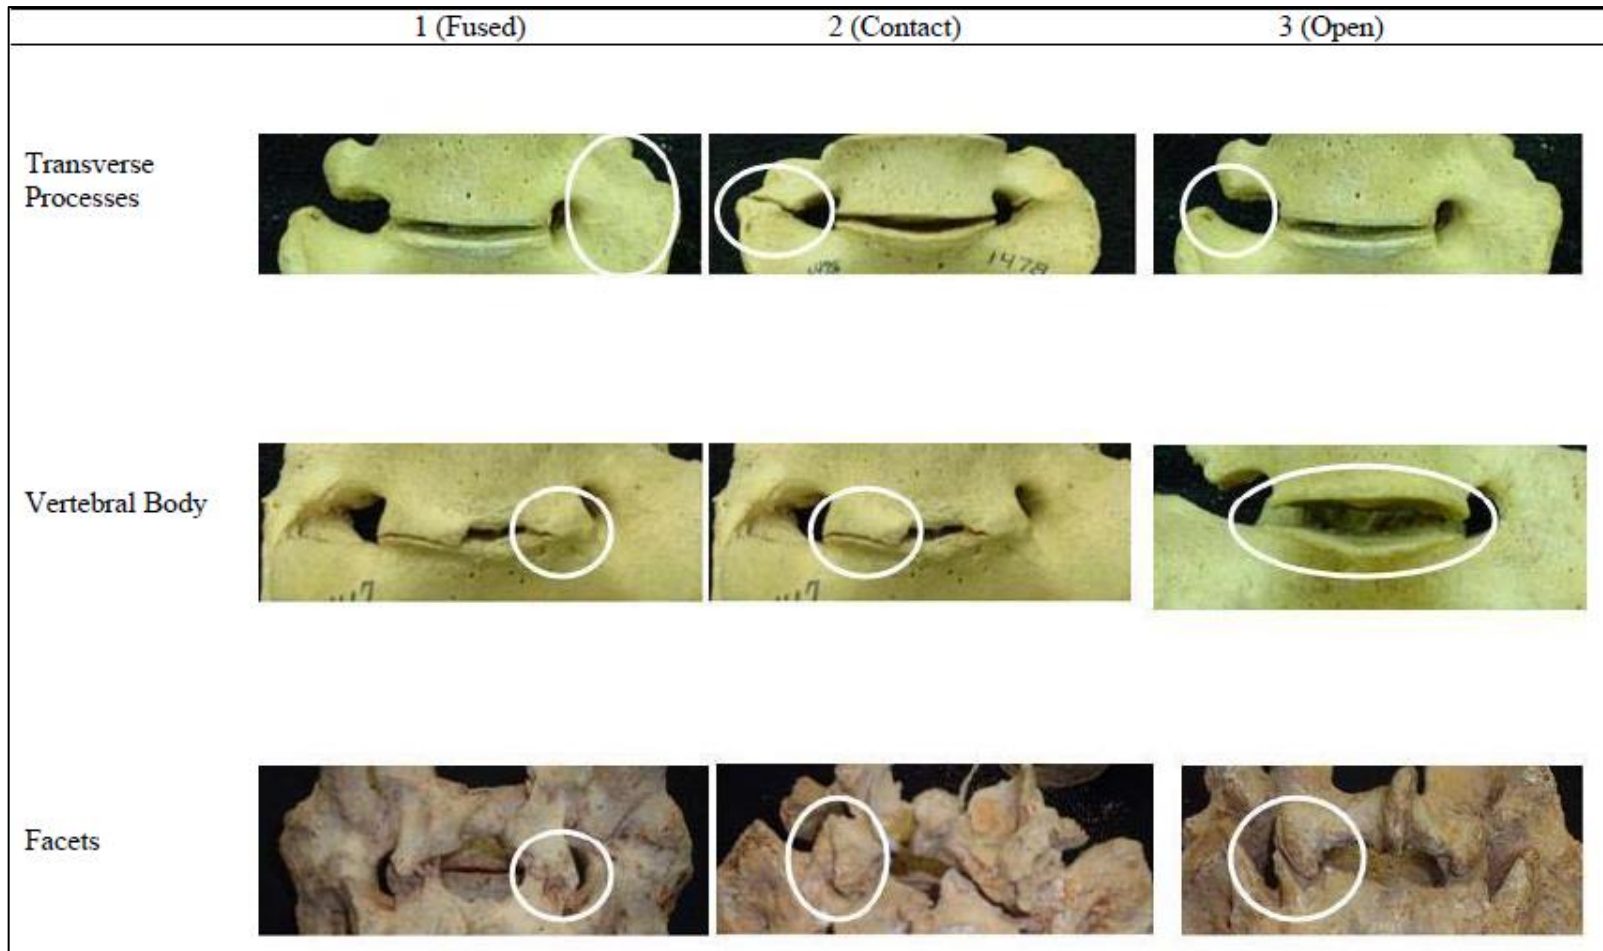 1 (Fused) 2 (Contact) 3 (Open)
Transverse
Processes
1478
Vertebral Body
Facets